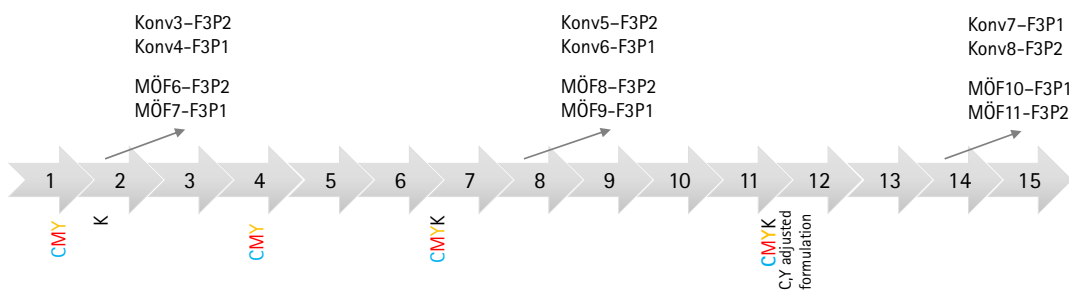 Konv3-F3P2
Konv4-F3P1
MÖF6-F3P2
MÖF7-F3P1
Konv5-F3P2
Konv6-F3P1
MÖF8-F3P2
MÖF9-F3P1
Konv7-F3P1
Konv8-F3P2
MÖF10-F3P1
MÖF11-F3P2
1 2 3 4 5 6 7 8 9 10 11 12 13 14 15
CMY
K
CMY
CMYK
CMYK
C,Y adjusted
formulation